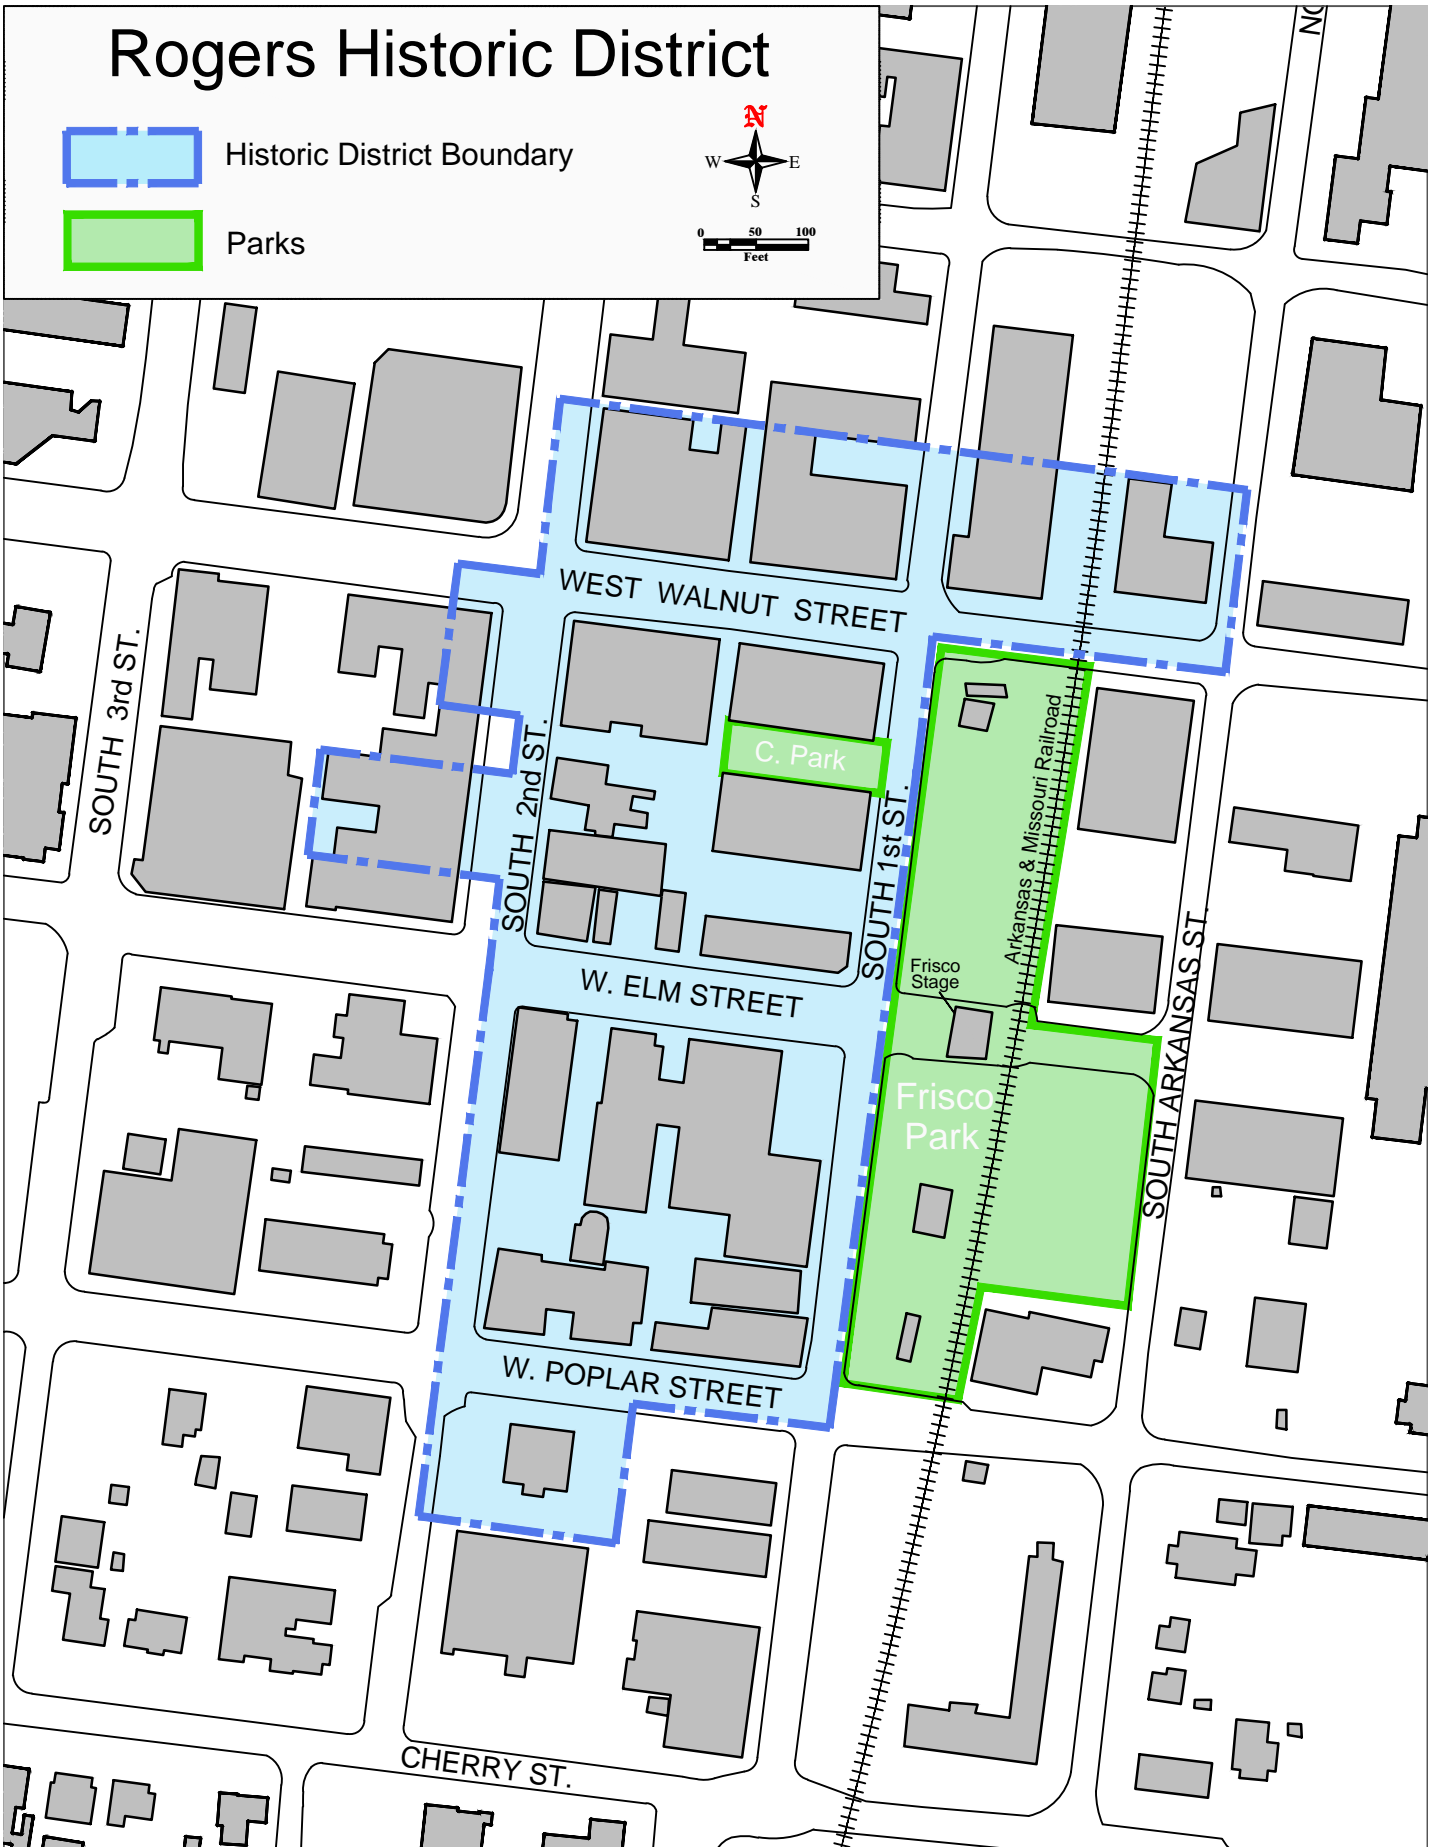 Rogers Historic District
Historic District Boundary
Parks
N
W E
S
0 50 100
Feet
NO
WEST WALNUT STREET
SOUTH 3rd ST.
SOUTH 2nd ST.
C. Park
SOUTH 1st ST.
Arkansas & Missouri Railroad
Frisco
Stage
W. ELM STREET
SOUTH ARKANSAS ST.
Frisco
Park
W. POPLAR STREET
CHERRY ST.